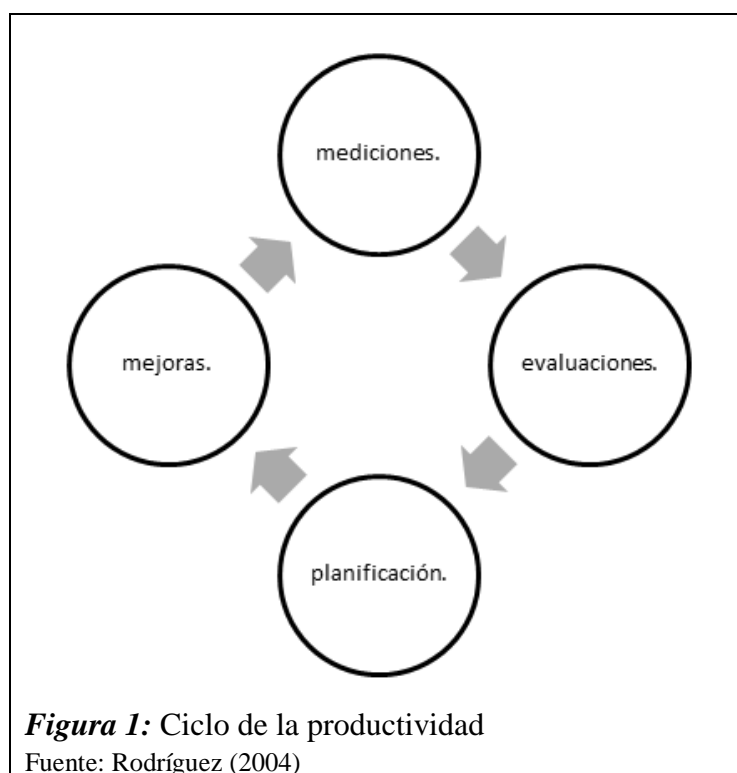 mediciones.
mejoras.
evaluaciones.
planificación.
Figura 1: Ciclo de la productividad
Fuente: Rodríguez (2004)